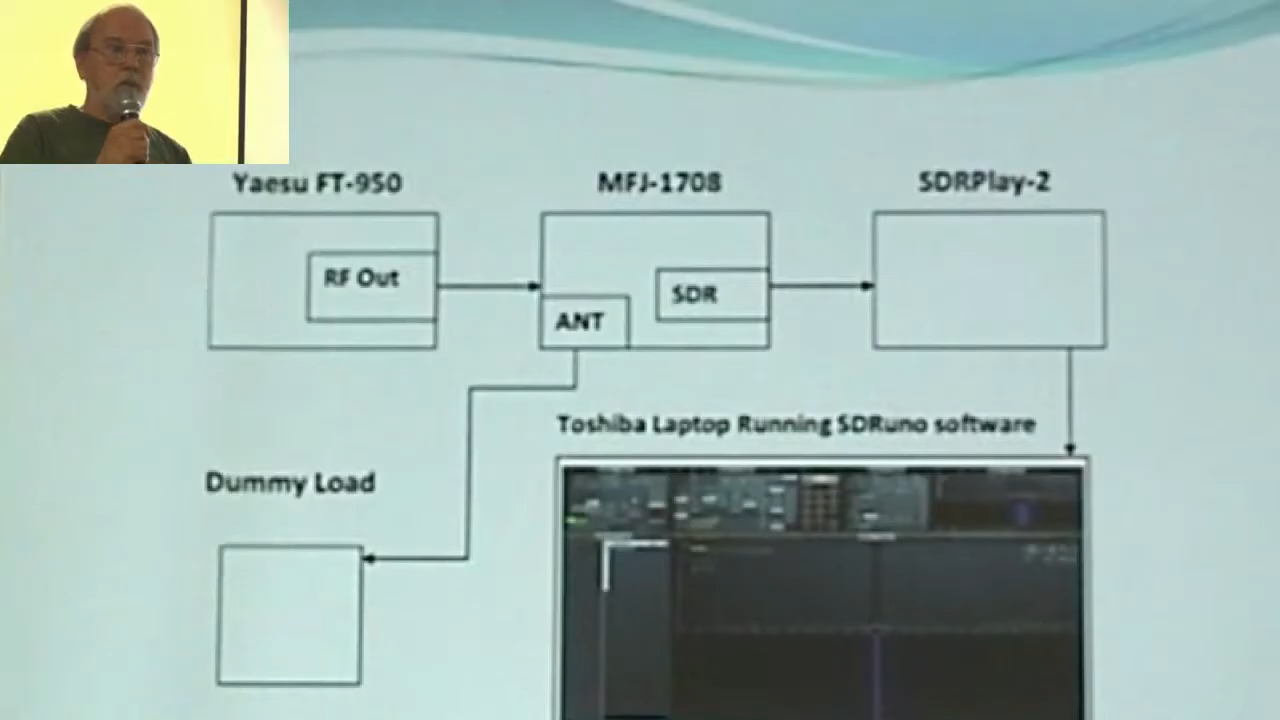 Yaesu FT-950
MFJ-1708
SDRPlay-2
RF Out
SDR
ANT
Toshiba Laptop Running SDRuno software
Dummy Load